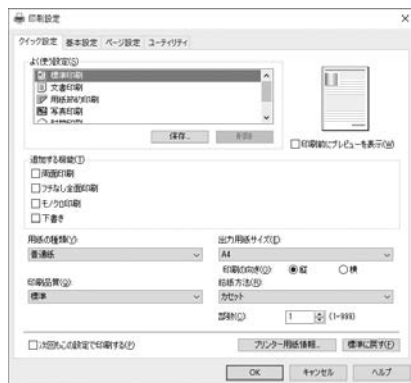 印刷設定
クイック設定 基本設定 ページ設定 ユーティリティ
よく使う設定(S)
標準印刷
文書印刷
用紙節約印刷
写真印刷
保存... 削除
印刷前にプレビューを表示(W)
追加する機能(T)
両面印刷
フチなし全面印刷
モノクロ印刷
下書き
用紙の種類(Y):
普通紙
出力用紙サイズ(E):
A4
印刷の向き(O): 縦 横
印刷品質(Q):
標準
給紙方法(R):
カセット
部数(C): 1 (1-999)
次回もこの設定で印刷する(P)
プリンター用紙情報... 標準に戻す(F)
OK キャンセル ヘルプ